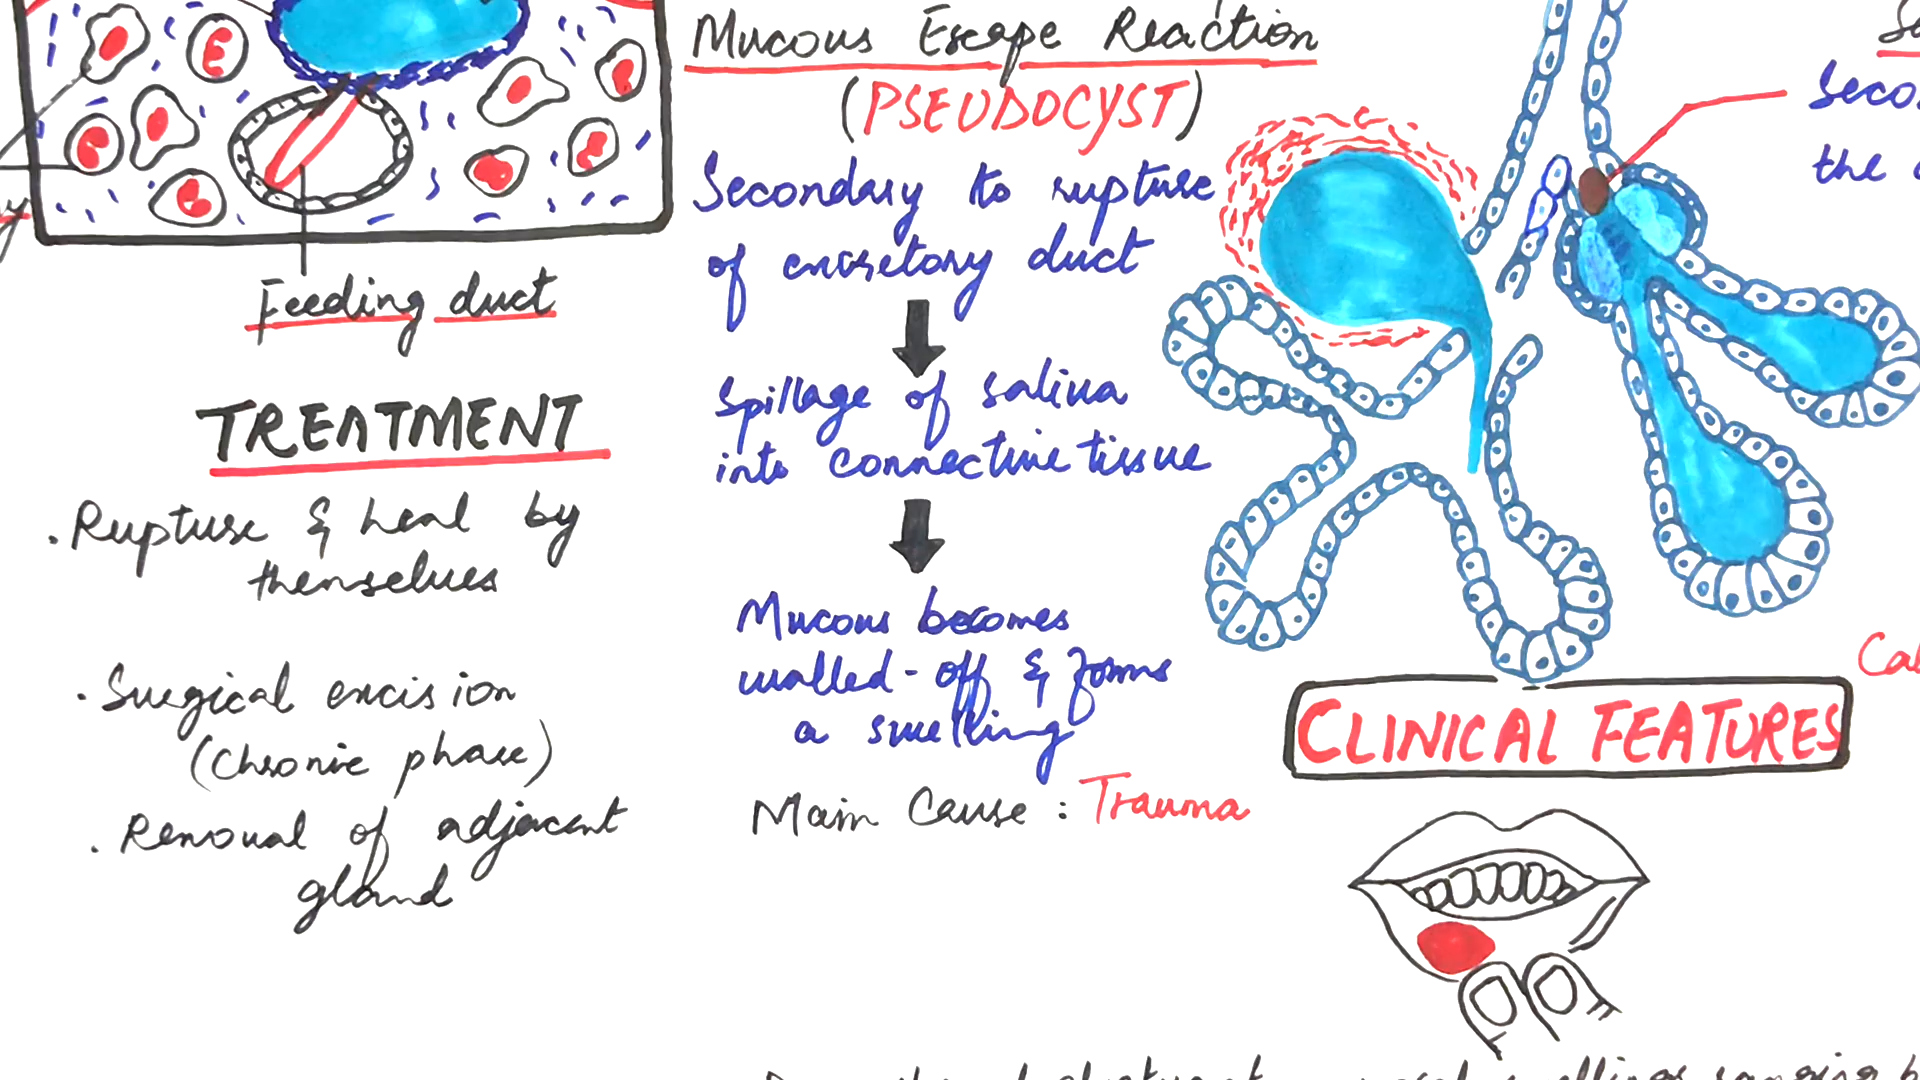 Feeding duct
TREATMENT
. Rupture & heal by
themselves
. Surgical excision
(Chronic phase)
. Removal of adjacent
gland
Mucous Escape Reaction
(PSEUDOCYST)
Secondary to rupture
of excretory duct
Spillage of saliva
into connective tissue
Mucous becomes
walled-off & forms
a swelling
Main Cause : Trauma
the
CLINICAL FEATURES